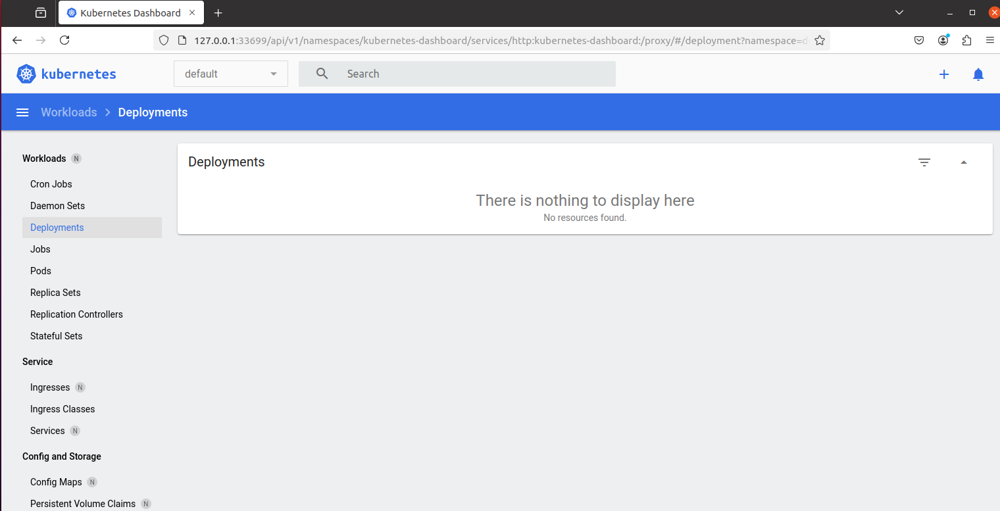 Kubernetes Dashboard
127.0.0.1:33699/api/v1/namespaces/kubernetes-dashboard/services/http:kubernetes-dashboard:/proxy/#/deployment?namespace=d
kubernetes
default
Search
Workloads
Deployments
Workloads N
Cron Jobs
Daemon Sets
Deployments
Jobs
Pods
Replica Sets
Replication Controllers
Stateful Sets
Service
Ingresses N
Ingress Classes
Services N
Config and Storage
Config Maps N
Persistent Volume Claims N
Deployments
There is nothing to display here
No resources found.